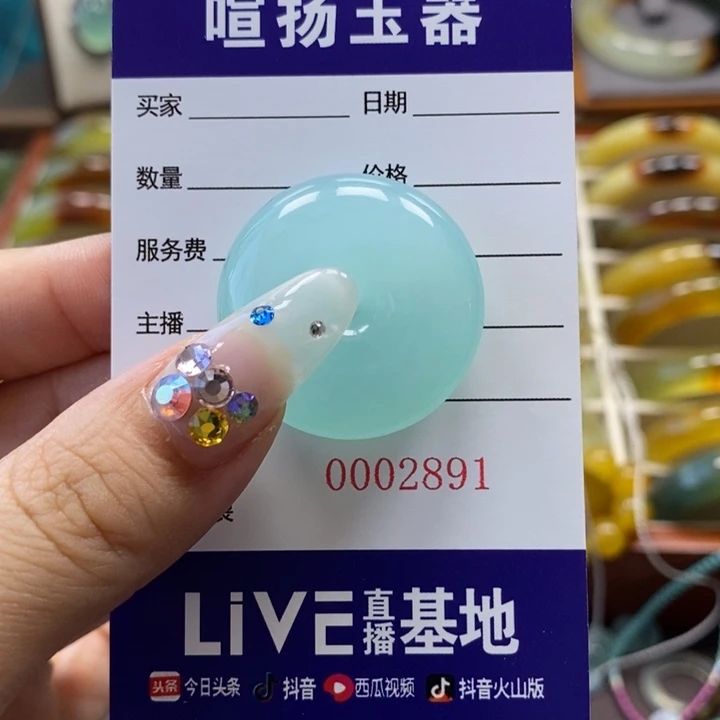 喧扬玉器
买家 日期
数量 价格
服务费
主播
0002891
LiVE直播基地
头条 今日头条 抖音 西瓜视频 抖音火山版